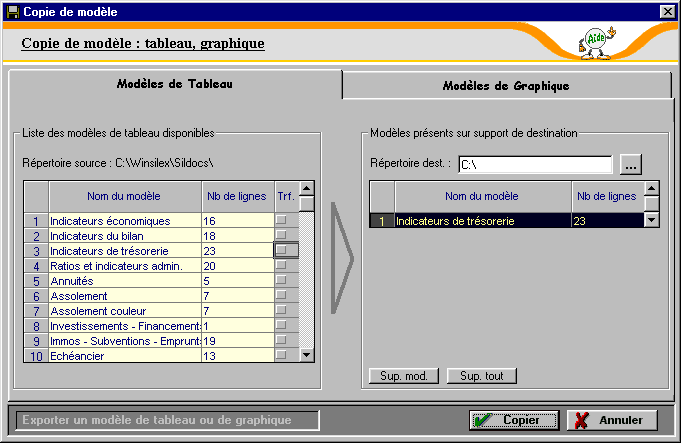 Copie de modèle
Copie de modèle : tableau, graphique
Aide
Modèles de Tableau
Modèles de Graphique
Liste des modèles de tableau disponibles
Répertoire source : C:\Winsilex\Sildocs\
Nom du modèle Nb de lignes Trf.
1 Indicateurs économiques 16
2 Indicateurs du bilan 18
3 Indicateurs de trésorerie 23
4 Ratios et indicateurs admin. 20
5 Annuités 5
6 Assolement 7
7 Assolement couleur 7
8 Investissements - Financements 1
9 Immos - Subventions - Emprunts 19
10 Echéancier 13
Modèles présents sur support de destination
Répertoire dest. : C:\ ...
Nom du modèle Nb de lignes
1 Indicateurs de trésorerie 23
Sup. mod. Sup. tout
Exporter un modèle de tableau ou de graphique
Copier Annuler